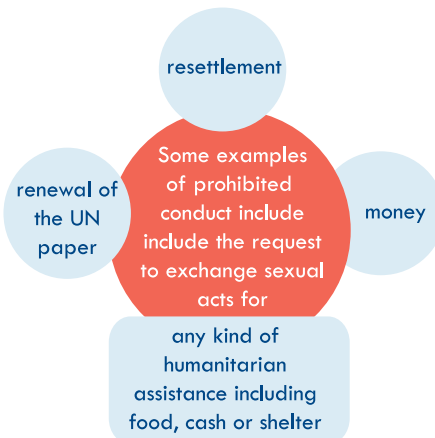 resettlement
Some examples
of prohibited
conduct include
include the request
to exchange sexual
acts for
renewal of
the UN
paper
money
any kind of
humanitarian
assistance including
food, cash or shelter